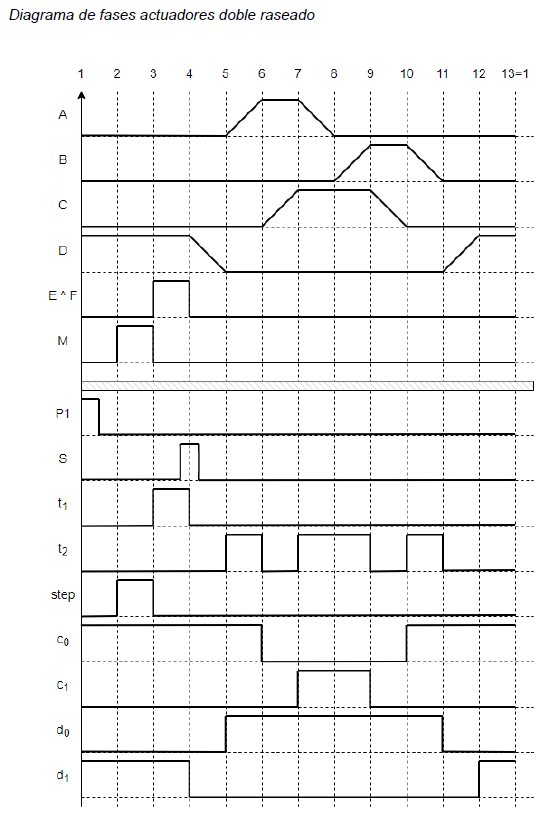 Diagrama de fases actuadores doble raseado
1 2 3 4 5 6 7 8 9 10 11 12 13=1
A
B
C
D
E ^ F
M
P1
S
t₁
t₂
step
c₀
c₁
d₀
d₁